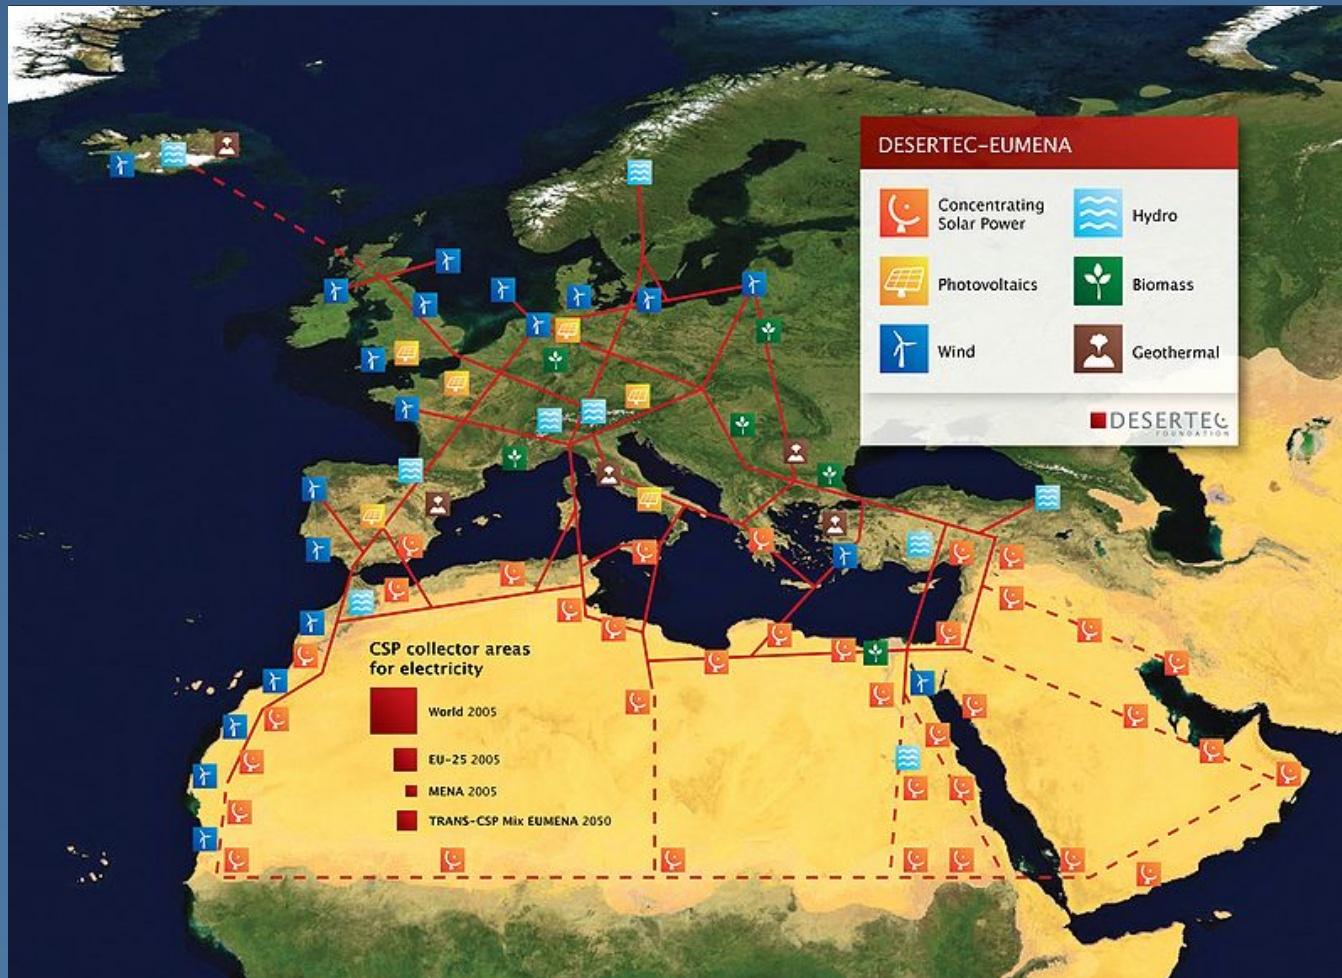 DESERTEC-EUMENA
Concentrating
Solar Power
Hydro
Photovoltaics
Biomass
Wind
Geothermal
DESERTEC
FOUNDATION
CSP collector areas
for electricity
World 2005
EU-25 2005
MENA 2005
TRANS-CSP Mix EUMENA 2050